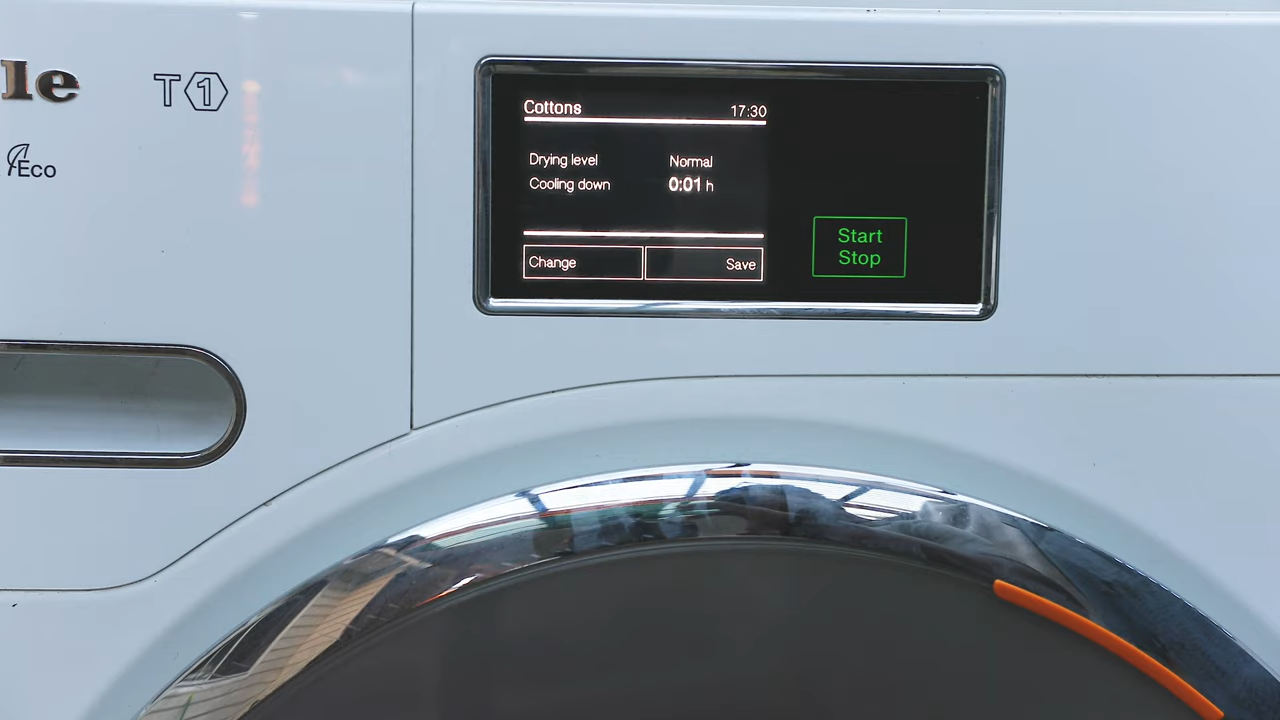 le
T1
Eco
Cottons 17:30
Drying level Normal
Cooling down 0:01 h
Change Save
Start
Stop